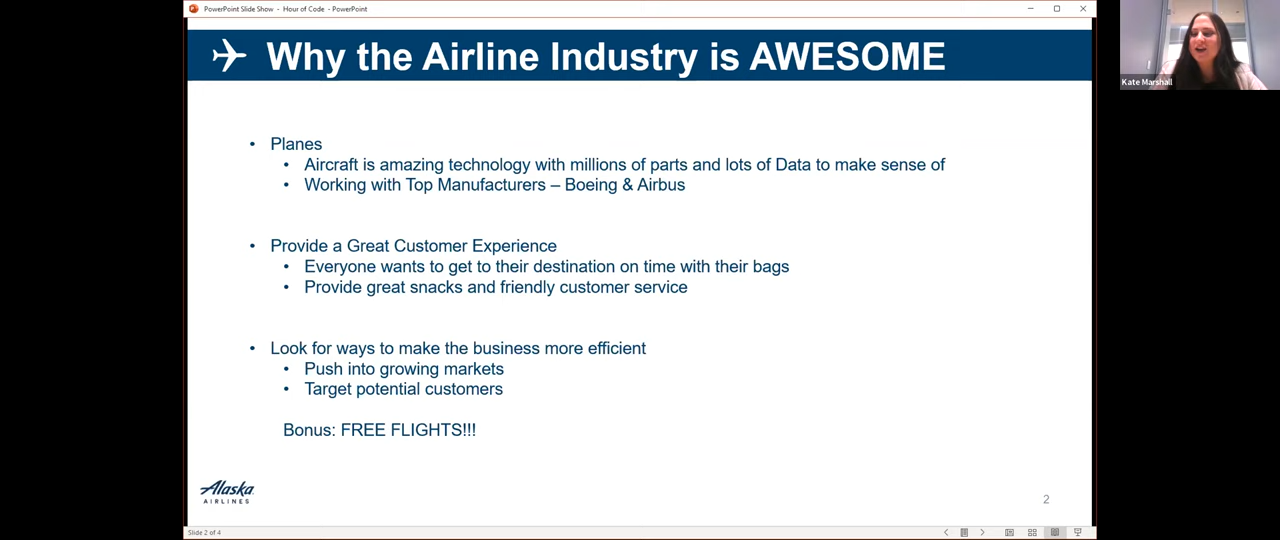 PowerPoint Slide Show - Hour of Code - PowerPoint
Why the Airline Industry is AWESOME
Kate Marshall
• Planes
• Aircraft is amazing technology with millions of parts and lots of Data to make sense of
• Working with Top Manufacturers – Boeing & Airbus
• Provide a Great Customer Experience
• Everyone wants to get to their destination on time with their bags
• Provide great snacks and friendly customer service
• Look for ways to make the business more efficient
• Push into growing markets
• Target potential customers
Bonus: FREE FLIGHTS!!!
Alaska
AIRLINES
2
Slide 2 of 4